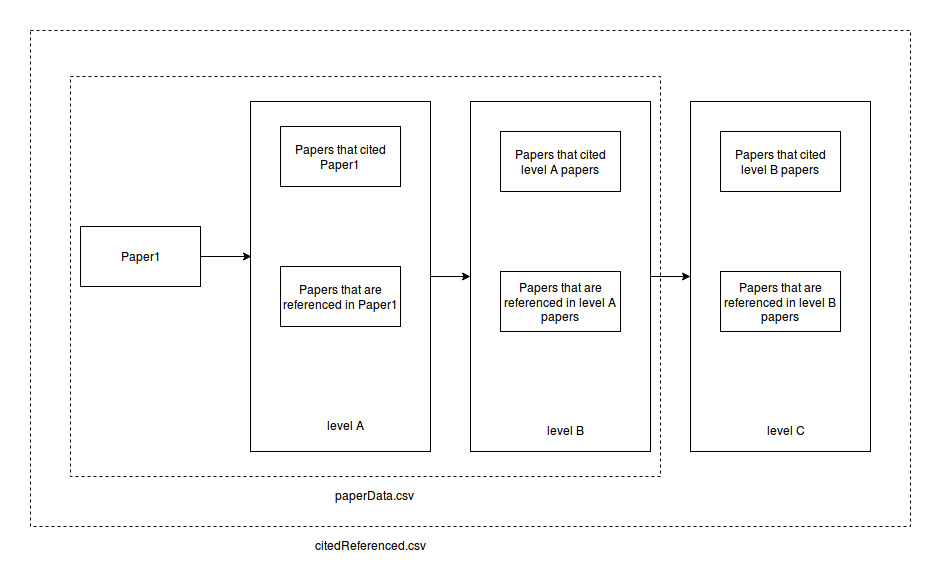 Papers that cited
Paper1
Papers that cited
level A papers
Papers that cited
level B papers
Paper1
Papers that are
referenced in Paper1
Papers that are
referenced in level A
papers
Papers that are
referenced in level B
papers
level A
level B
level C
paperData.csv
citedReferenced.csv